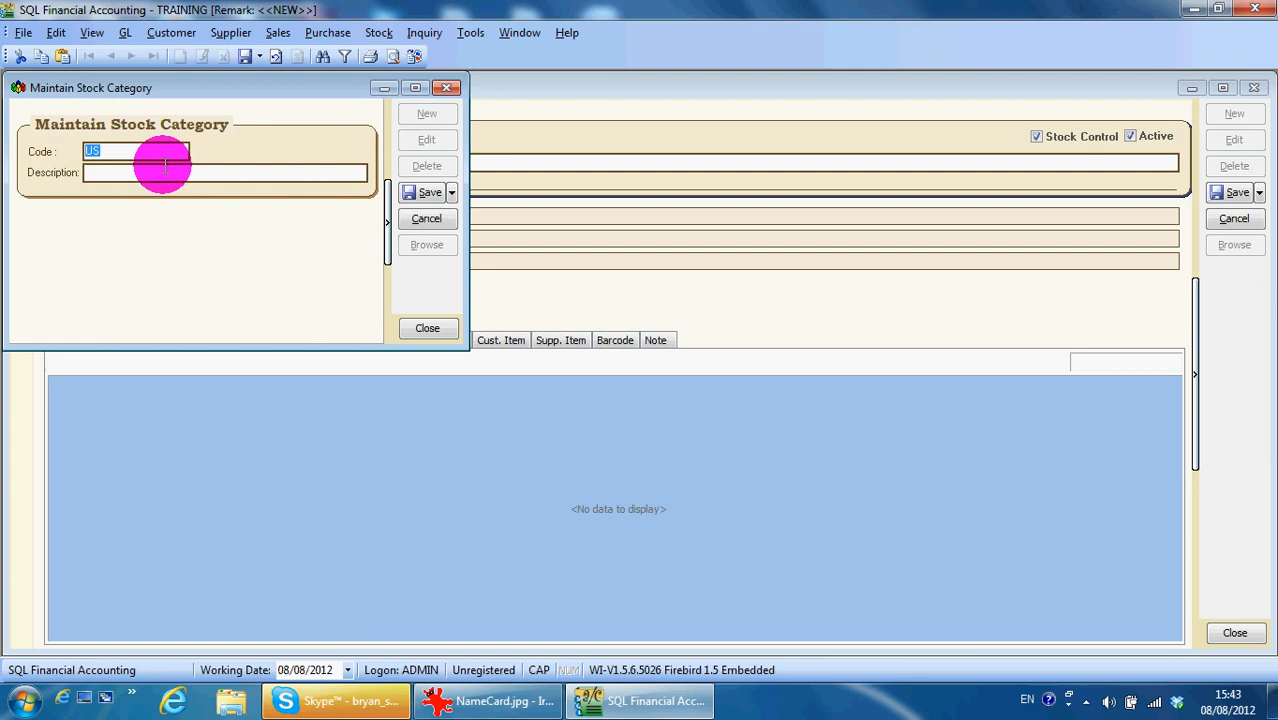 SQL Financial Accounting - TRAINING [Remark: <<NEW>>]
File Edit View GL Customer Supplier Sales Purchase Stock Inquiry Tools Window Help
Maintain Stock Category
Maintain Stock Category
Code : US
Description:
New
Edit
Delete
Save
Cancel
Browse
Close
Stock Control Active
New
Edit
Delete
Save
Cancel
Browse
Cust. Item Supp. Item Barcode Note
<No data to display>
Close
SQL Financial Accounting Working Date: 08/08/2012 Logon: ADMIN Unregistered CAP NUM WI-V1.5.6.5026 Firebird 1.5 Embedded
» Skype™ - bryan_s... NameCard.jpg - Ir... SQL Financial Acco... EN 15:43
08/08/2012